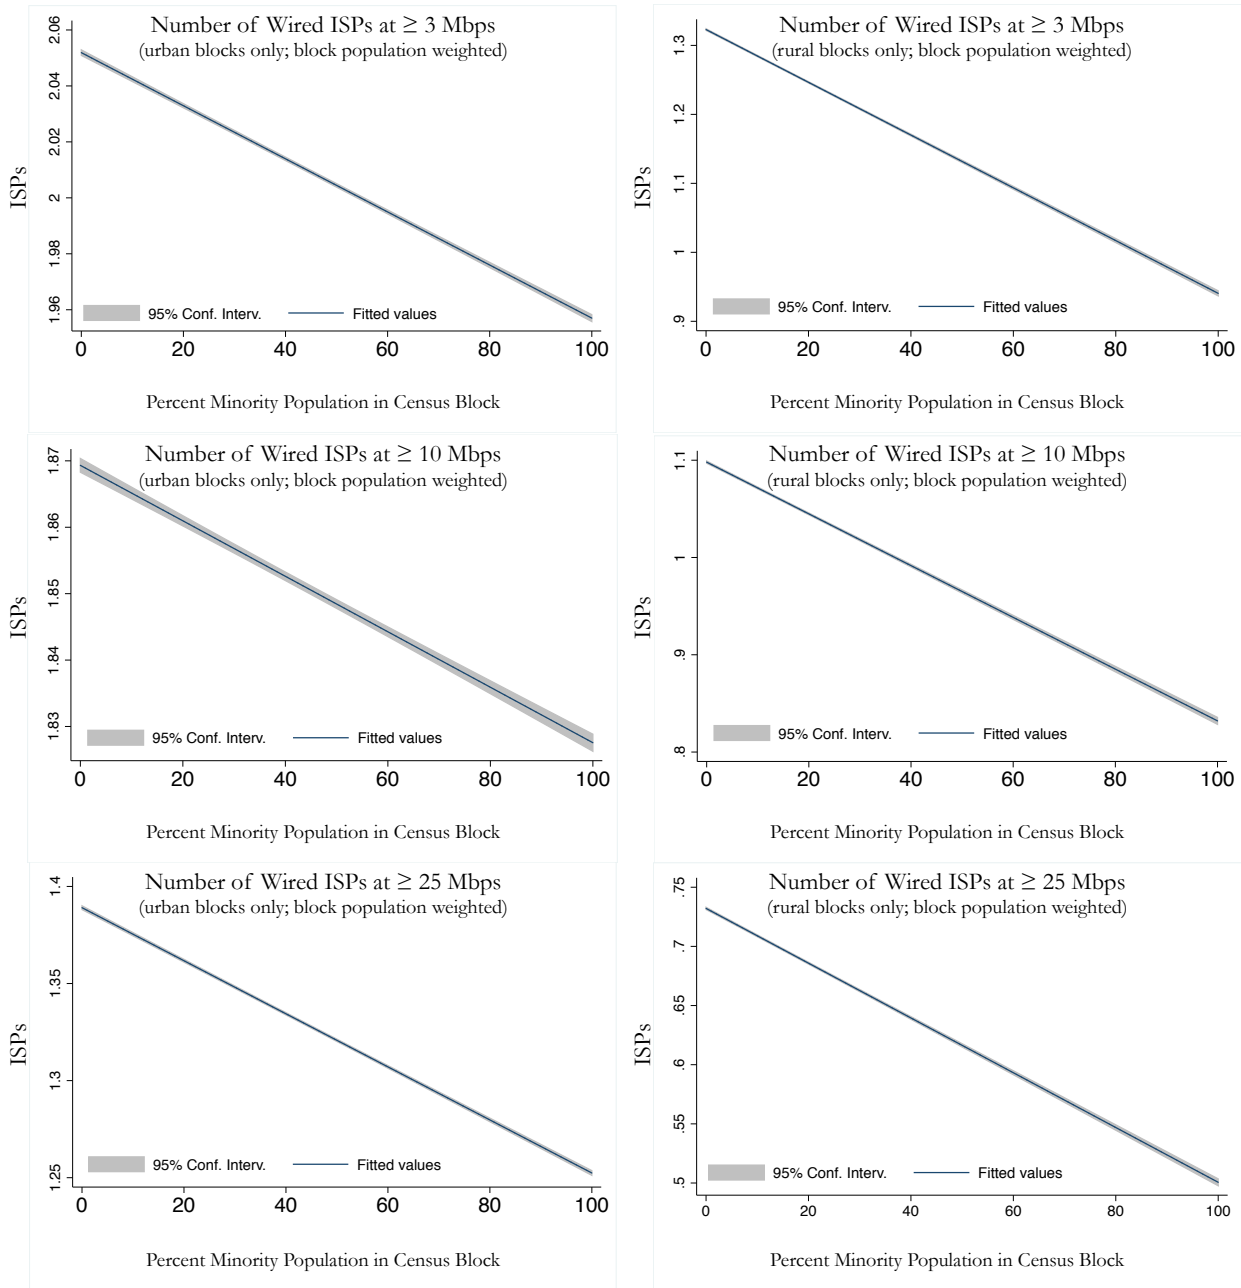 Number of Wired ISPs at ≥ 3 Mbps
(urban blocks only; block population weighted)
ISPs
2.06
2.04
2.02
2
1.98
1.96
95% Conf. Interv. Fitted values
0 20 40 60 80 100
Percent Minority Population in Census Block
Number of Wired ISPs at ≥ 3 Mbps
(rural blocks only; block population weighted)
ISPs
1.3
1.2
1.1
1
.9
95% Conf. Interv. Fitted values
0 20 40 60 80 100
Percent Minority Population in Census Block
Number of Wired ISPs at ≥ 10 Mbps
(urban blocks only; block population weighted)
ISPs
1.87
1.86
1.85
1.84
1.83
95% Conf. Interv. Fitted values
0 20 40 60 80 100
Percent Minority Population in Census Block
Number of Wired ISPs at ≥ 10 Mbps
(rural blocks only; block population weighted)
ISPs
1.1
1
.9
.8
95% Conf. Interv. Fitted values
0 20 40 60 80 100
Percent Minority Population in Census Block
Number of Wired ISPs at ≥ 25 Mbps
(urban blocks only; block population weighted)
ISPs
1.4
1.35
1.3
1.25
95% Conf. Interv. Fitted values
0 20 40 60 80 100
Percent Minority Population in Census Block
Number of Wired ISPs at ≥ 25 Mbps
(rural blocks only; block population weighted)
ISPs
.75
.7
.65
.6
.55
.5
95% Conf. Interv. Fitted values
0 20 40 60 80 100
Percent Minority Population in Census Block